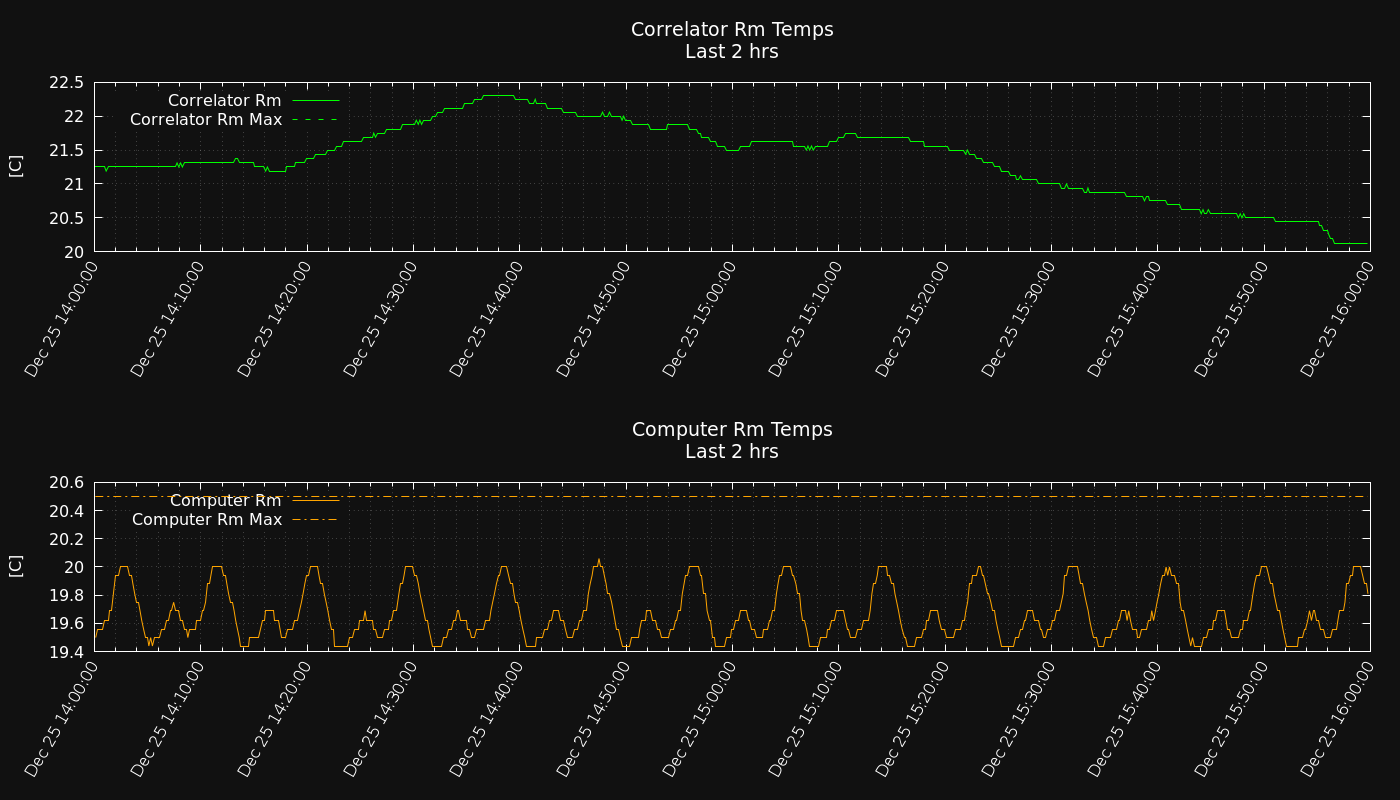 Correlator Rm Temps
Last 2 hrs
22.5
22
21.5
21
20.5
20
[C]
Correlator Rm
Correlator Rm Max
Dec 25 14:00:00
Dec 25 14:10:00
Dec 25 14:20:00
Dec 25 14:30:00
Dec 25 14:40:00
Dec 25 14:50:00
Dec 25 15:00:00
Dec 25 15:10:00
Dec 25 15:20:00
Dec 25 15:30:00
Dec 25 15:40:00
Dec 25 15:50:00
Dec 25 16:00:00
Computer Rm Temps
Last 2 hrs
20.6
20.4
20.2
20
19.8
19.6
19.4
[C]
Computer Rm
Computer Rm Max
Dec 25 14:00:00
Dec 25 14:10:00
Dec 25 14:20:00
Dec 25 14:30:00
Dec 25 14:40:00
Dec 25 14:50:00
Dec 25 15:00:00
Dec 25 15:10:00
Dec 25 15:20:00
Dec 25 15:30:00
Dec 25 15:40:00
Dec 25 15:50:00
Dec 25 16:00:00